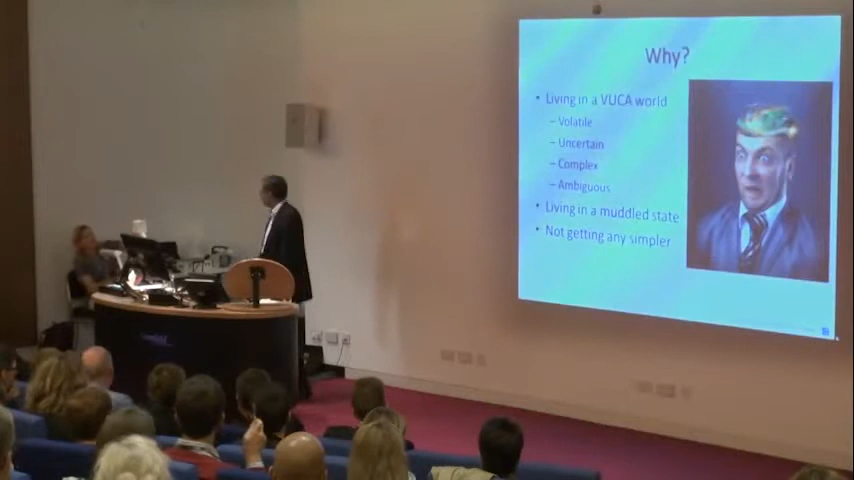 Why?
• Living in a VUCA world
– Volatile
– Uncertain
– Complex
– Ambiguous
• Living in a muddled state
• Not getting any simpler